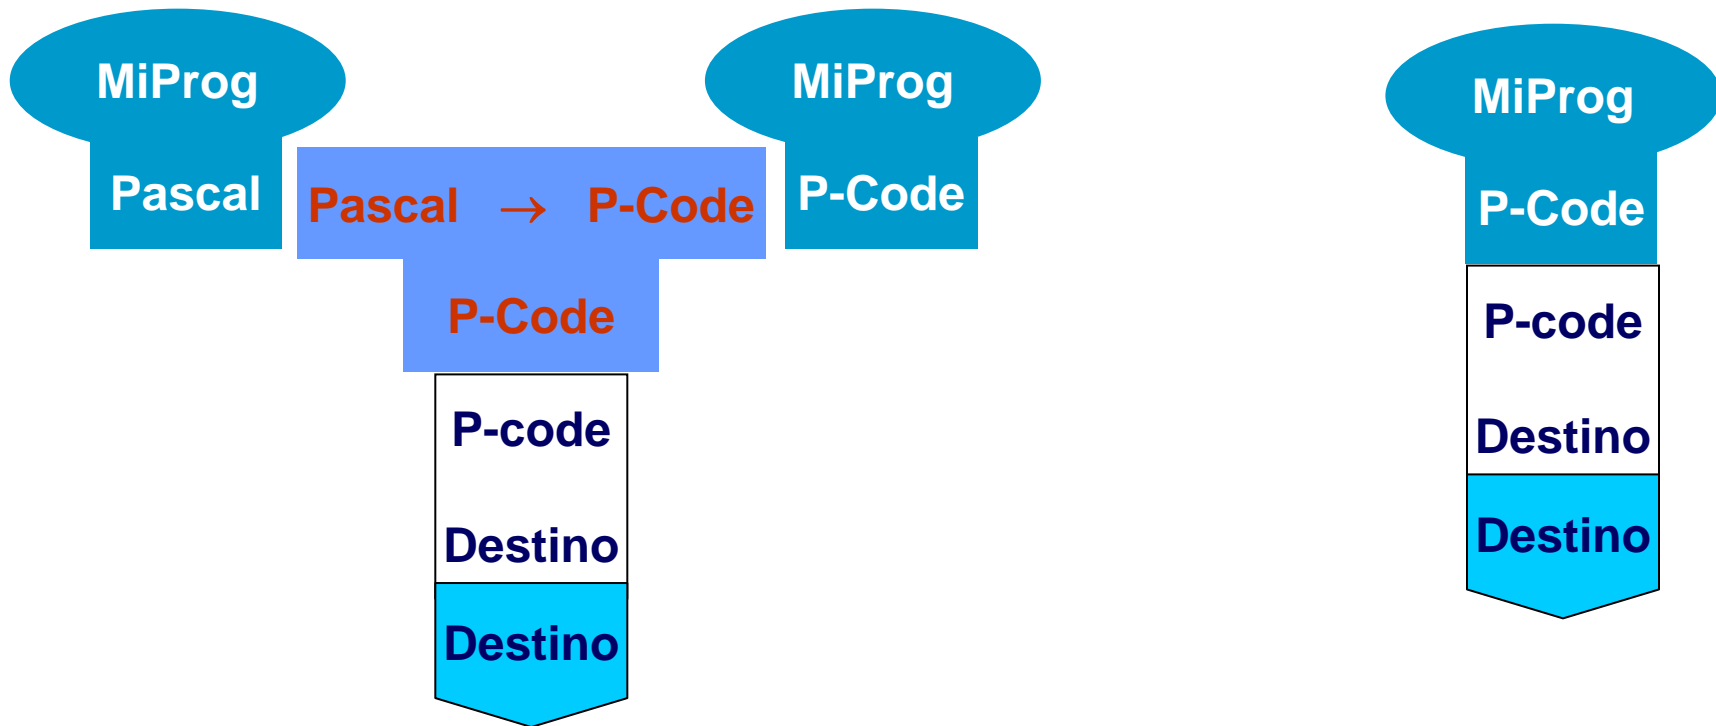 MiProg
Pascal
Pascal → P-Code
P-Code
P-code
Destino
Destino
MiProg
P-Code
MiProg
P-Code
P-code
Destino
Destino